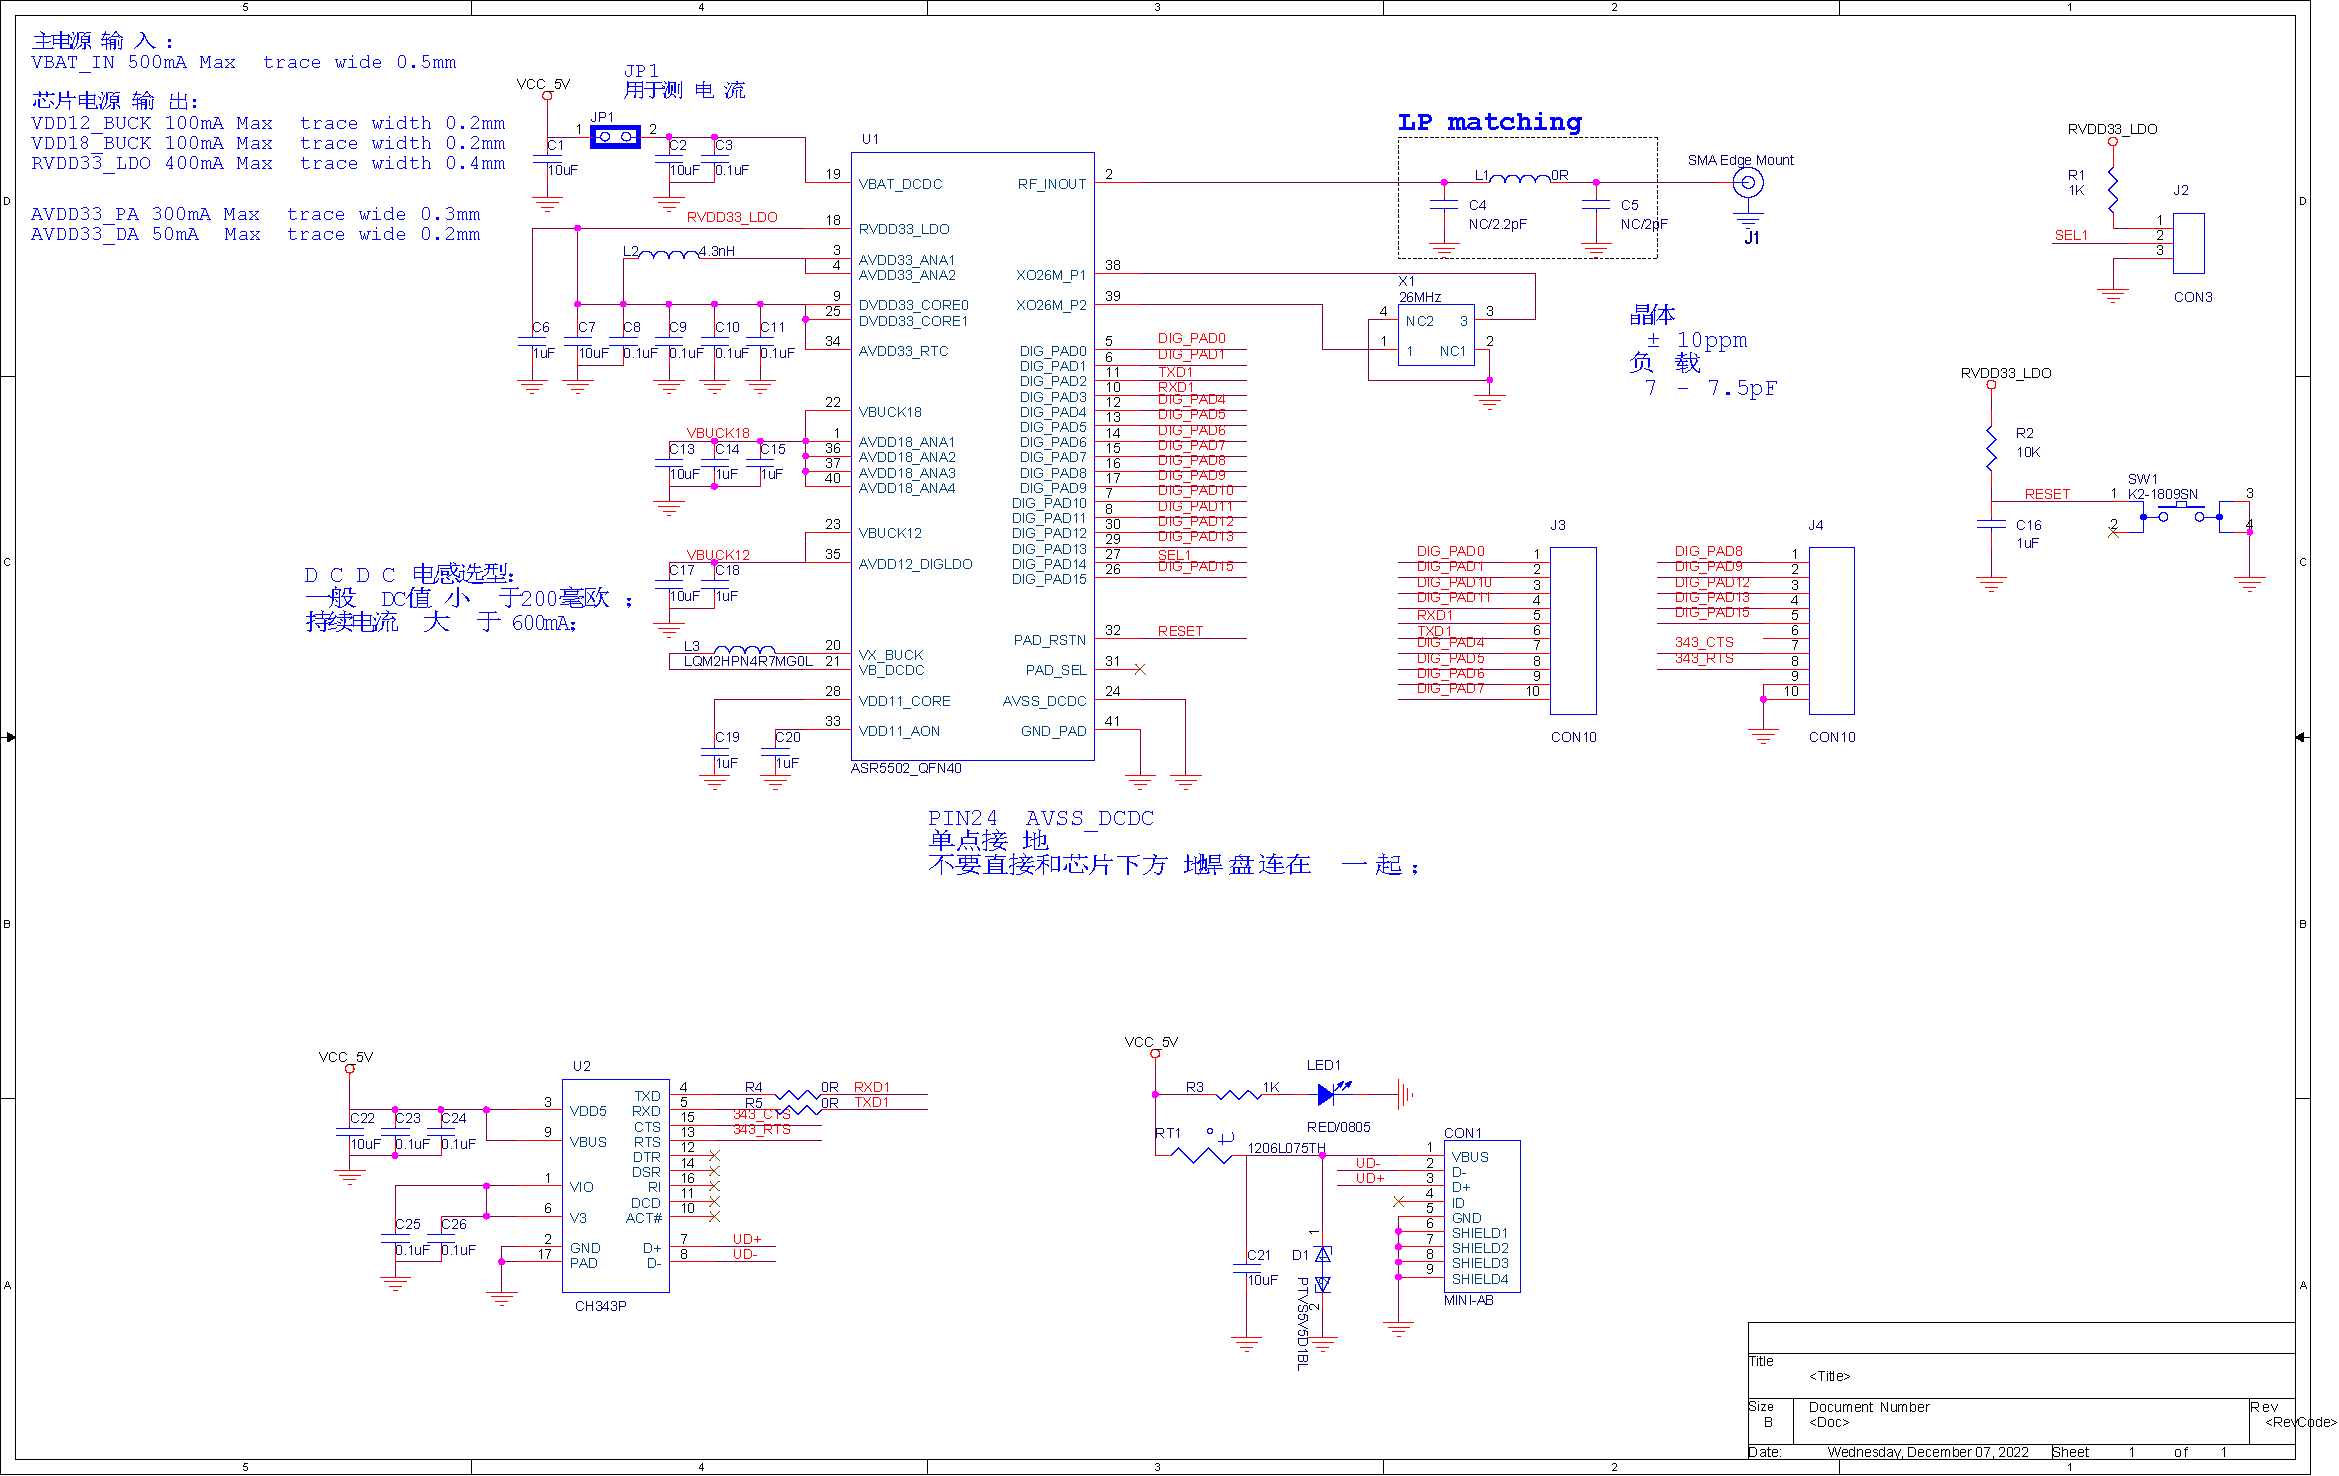 5 4 3 2 1
主电源输入：
VBAT_IN 500mA Max trace wide 0.5mm
芯片电源输出：
VDD12_BUCK 100mA Max trace width 0.2mm
VDD18_BUCK 100mA Max trace width 0.2mm
RVDD33_LDO 400mA Max trace width 0.4mm
AVDD33_PA 300mA Max trace wide 0.3mm
AVDD33_DA 50mA Max trace wide 0.2mm
JP1
用于测电流
VCC_5V
JP1
1 2
C1
10uF
C2
10uF
C3
0.1uF
RVDD33_LDO
L2 4.3nH
C6
1uF
C7
10uF
C8
0.1uF
C9
0.1uF
C10
0.1uF
C11
0.1uF
VBUCK18
C13
10uF
C14
1uF
C15
1uF
VBUCK12
C17
10uF
C18
1uF
DCDC 电感选型：
一般 DC值小于200毫欧；
持续电流大于600mA；
L3
LQM2HPN4R7MG0L
C19
1uF
C20
1uF
U1
19 VBAT_DCDC
18 RVDD33_LDO
3 AVDD33_ANA1
4 AVDD33_ANA2
9 DVDD33_CORE0
25 DVDD33_CORE1
34 AVDD33_RTC
22 VBUCK18
1 AVDD18_ANA1
36 AVDD18_ANA2
37 AVDD18_ANA3
40 AVDD18_ANA4
23 VBUCK12
35 AVDD12_DIGLDO
20 VX_BUCK
21 VB_DCDC
28 VDD11_CORE
33 VDD11_AON
RF_INOUT 2
XO26M_P1 38
XO26M_P2 39
DIG_PAD0 5 DIG_PAD0
DIG_PAD1 6 DIG_PAD1
DIG_PAD2 11 TXD1
DIG_PAD3 10 RXD1
DIG_PAD4 12 DIG_PAD4
DIG_PAD5 13 DIG_PAD5
DIG_PAD6 14 DIG_PAD6
DIG_PAD7 15 DIG_PAD7
DIG_PAD8 16 DIG_PAD8
DIG_PAD9 17 DIG_PAD9
DIG_PAD10 7 DIG_PAD10
DIG_PAD11 8 DIG_PAD11
DIG_PAD12 30 DIG_PAD12
DIG_PAD13 29 DIG_PAD13
DIG_PAD14 27 SEL1
DIG_PAD15 26 DIG_PAD15
PAD_RSTN 32 RESET
PAD_SEL 31
AVSS_DCDC 24
GND_PAD 41
ASR5502_QFN40
PIN24 AVSS_DCDC
单点接地
不要直接和芯片下方地焊盘连在一起；
LP matching
L1 0R
C4
NC/2.2pF
C5
NC/2pF
SMA Edge Mount
J1
X1
26MHz
4 NC2 3 3
1 1 NC1 2
晶体
± 10ppm
负载
7 - 7.5pF
RVDD33_LDO
R1
1K
J2
SEL1
1
2
3
CON3
RVDD33_LDO
R2
10K
RESET
SW1
K2-1809SN
1 3
2 4
C16
1uF
J3
DIG_PAD0 1
DIG_PAD1 2
DIG_PAD10 3
DIG_PAD11 4
RXD1 5
TXD1 6
DIG_PAD4 7
DIG_PAD5 8
DIG_PAD6 9
DIG_PAD7 10
CON10
J4
DIG_PAD8 1
DIG_PAD9 2
DIG_PAD12 3
DIG_PAD13 4
DIG_PAD15 5
6
343_CTS 7
343_RTS 8
9
10
CON10
VCC_5V
C22
10uF
C23
0.1uF
C24
0.1uF
C25
0.1uF
C26
0.1uF
U2
3 VDD5
9 VBUS
1 VIO
6 V3
2 GND
17 PAD
TXD 4 R4 0R RXD1
RXD 5 R5 0R TXD1
CTS 15 343_CTS
RTS 13 343_RTS
DTR 12
DSR 14
RI 16
DCD 11
ACT# 10
D+ 7 UD+
D- 8 UD-
CH343P
VCC_5V
R3 1K
LED1
RED/0805
RT1 t
1206L075TH
C21
10uF
D1
1
2
PTVS5V5D1BL
CON1
1 VBUS
UD- 2 D-
UD+ 3 D+
4 ID
5 GND
6 SHIELD1
7 SHIELD2
8 SHIELD3
9 SHIELD4
MINI-AB
D D
C C
B B
A A
Title
<Title>
Size
B
Document Number
<Doc>
Rev
<RevCode>
Date: Wednesday, December 07, 2022 Sheet 1 of 1
5 4 3 2 1